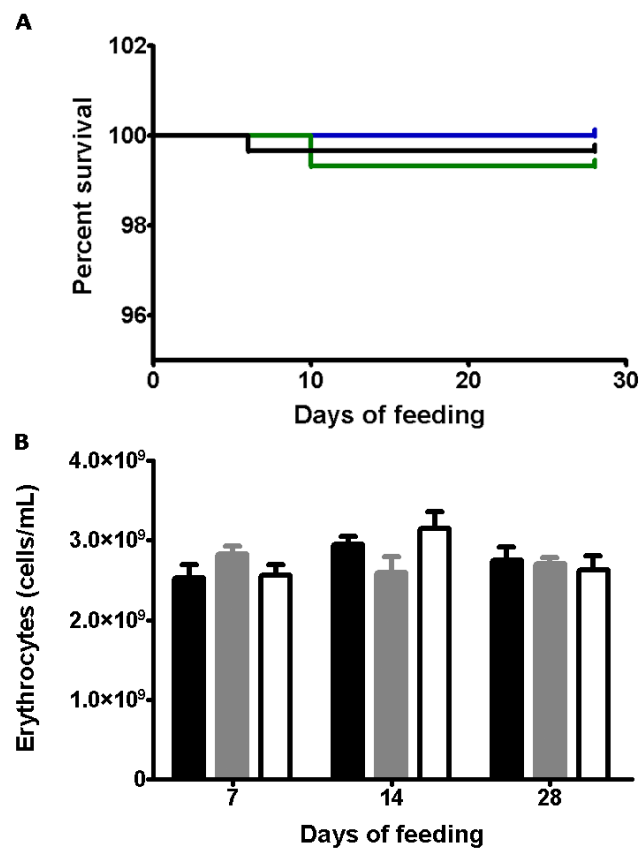 A
102
100
98
96
Percent survival
0 10 20 30
Days of feeding
B
4.0×10⁹
3.0×10⁹
2.0×10⁹
1.0×10⁹
0
Erythrocytes (cells/mL)
7 14 28
Days of feeding